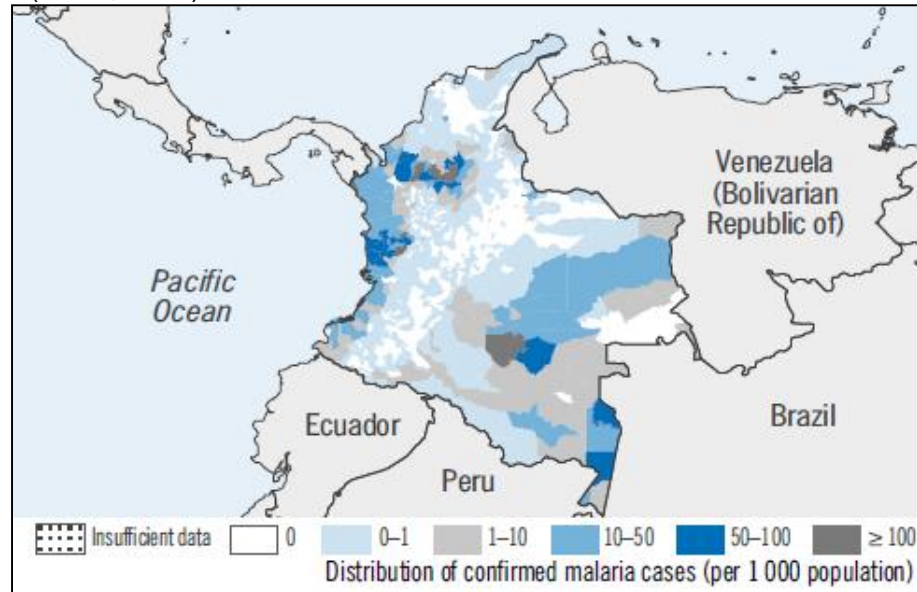 Venezuela
(Bolivarian
Republic of)
Pacific
Ocean
Ecuador
Brazil
Peru
Insufficient data 0 0–1 1–10 10–50 50–100 ≥ 100
Distribution of confirmed malaria cases (per 1 000 population)